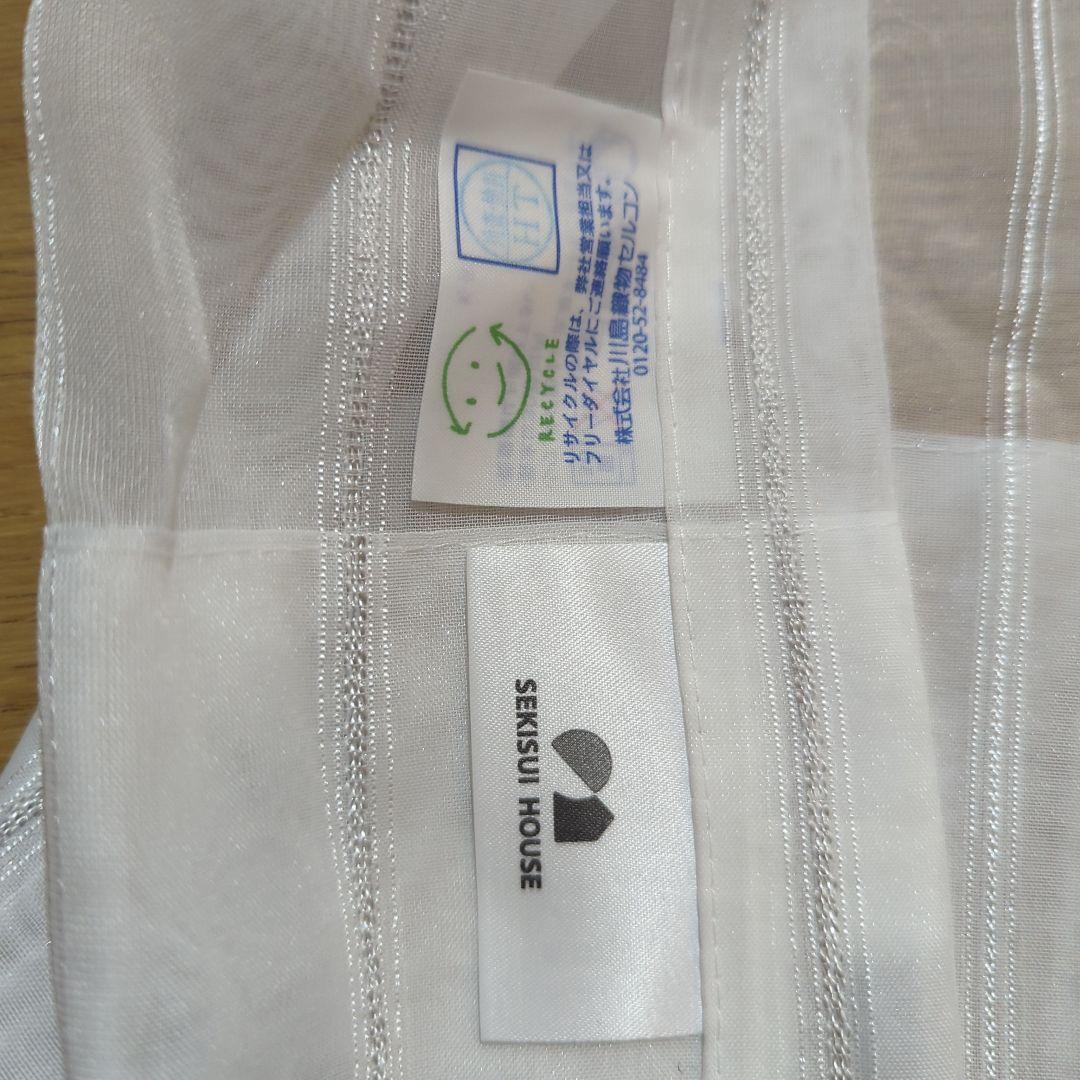 HT
RECYCLE
リサイクルの際は、弊社営業担当又は
フリーダイヤルにご連絡願います。
株式会社川島織物セルコン
0120-52-8484
SEKISUI HOUSE